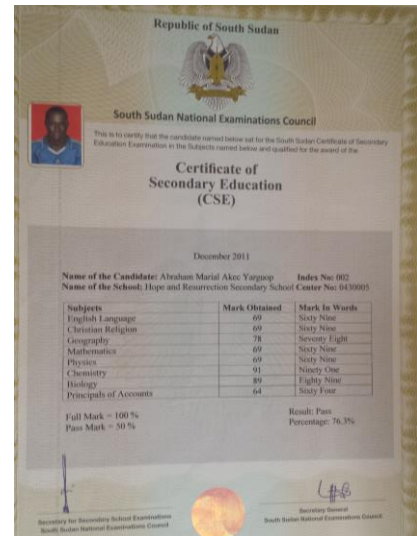 Republic of South Sudan
South Sudan National Examinations Council
This is to certify that the candidate named below sat for the South Sudan Certificate of Secondary
Education Examination in the Subjects named below and qualified for the award of the
Certificate of
Secondary Education
(CSE)
December 2011
Name of the Candidate: Abraham Marial Akec Yarguop Index No: 002
Name of the School: Hope and Resurrection Secondary School Center No: 0430005
Subjects Mark Obtained Mark In Words
English Language 69 Sixty Nine
Christian Religion 69 Sixty Nine
Geography 78 Seventy Eight
Mathematics 69 Sixty Nine
Physics 69 Sixty Nine
Chemistry 91 Ninety One
Biology 89 Eighty Nine
Principals of Accounts 64 Sixty Four
Full Mark = 100 % Result: Pass
Pass Mark = 50 % Percentage: 76.3%
Secretary for Secondary School Examinations Secretary General
South Sudan National Examinations Council South Sudan National Examinations Council